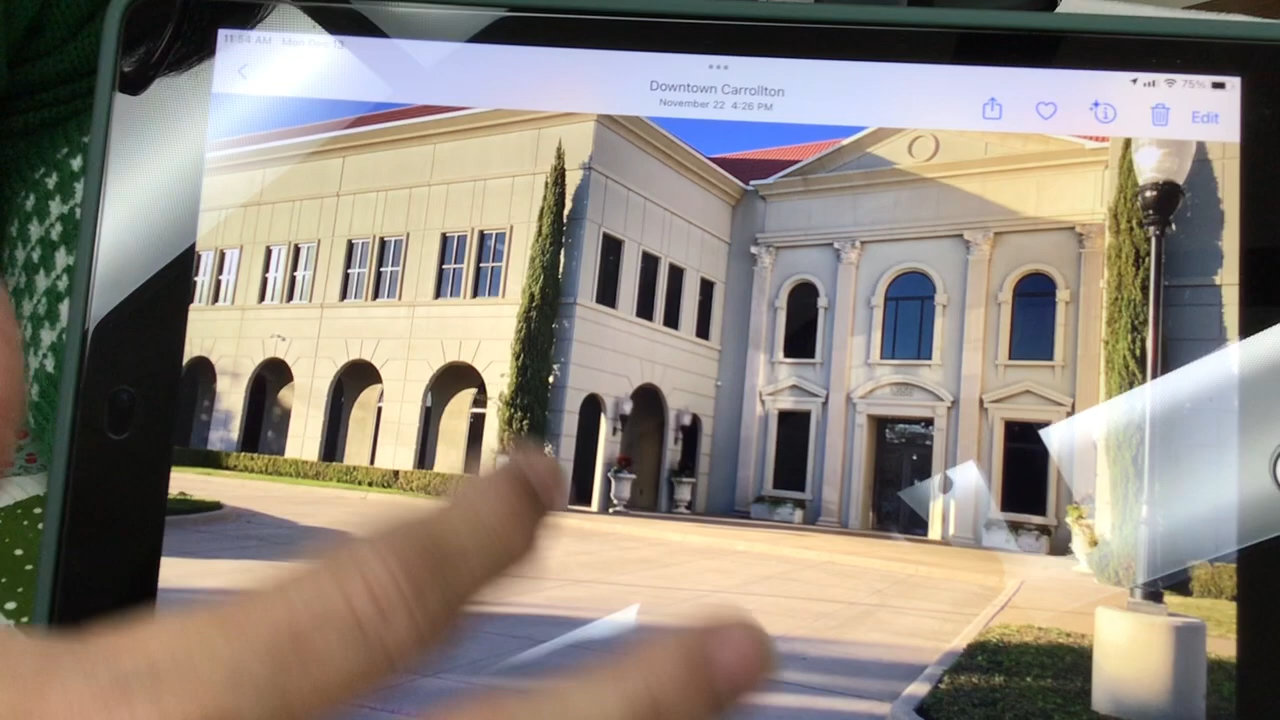 11:54 AM Mon Dec 13
75%
Downtown Carrollton
November 22 4:26 PM
Edit